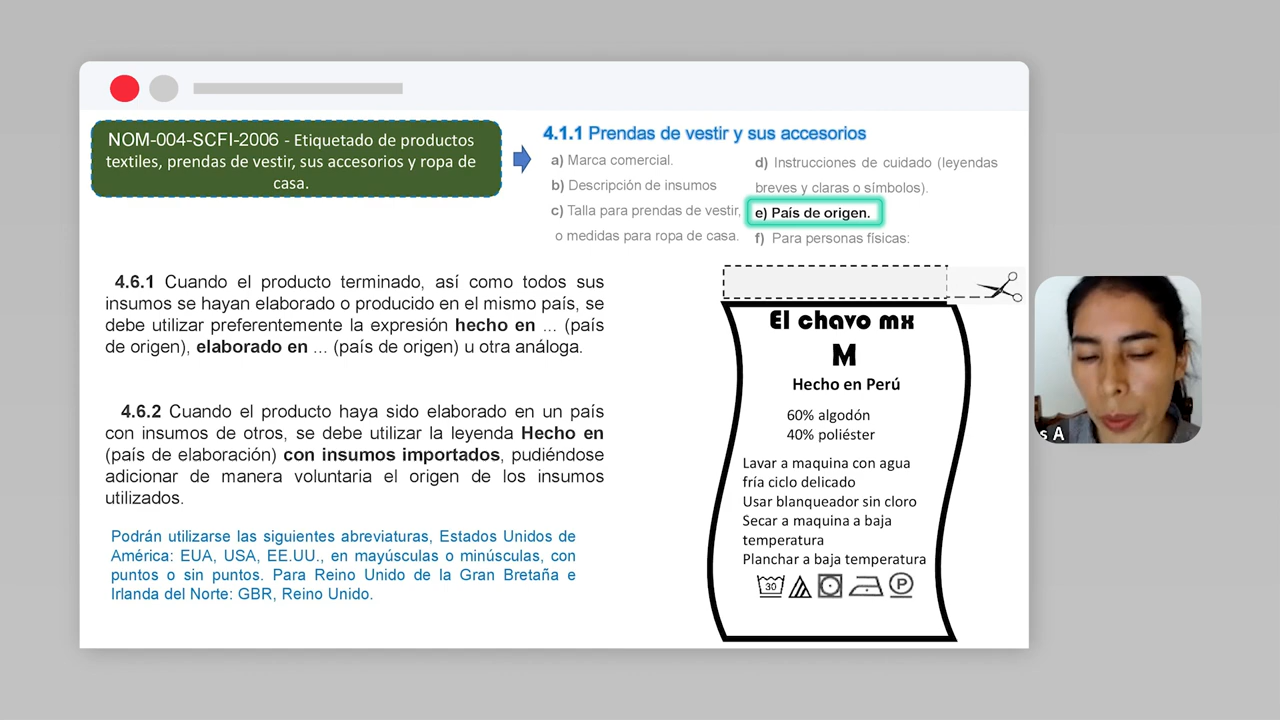 NOM-004-SCFI-2006 - Etiquetado de productos
textiles, prendas de vestir, sus accesorios y ropa de
casa.
4.1.1 Prendas de vestir y sus accesorios
a) Marca comercial.
b) Descripción de insumos
c) Talla para prendas de vestir,
o medidas para ropa de casa.
d) Instrucciones de cuidado (leyendas
breves y claras o símbolos).
e) País de origen.
f) Para personas físicas:
4.6.1 Cuando el producto terminado, así como todos sus
insumos se hayan elaborado o producido en el mismo país, se
debe utilizar preferentemente la expresión hecho en ... (país
de origen), elaborado en ... (país de origen) u otra análoga.
4.6.2 Cuando el producto haya sido elaborado en un país
con insumos de otros, se debe utilizar la leyenda Hecho en
(país de elaboración) con insumos importados, pudiéndose
adicionar de manera voluntaria el origen de los insumos
utilizados.
Podrán utilizarse las siguientes abreviaturas, Estados Unidos de
América: EUA, USA, EE.UU., en mayúsculas o minúsculas, con
puntos o sin puntos. Para Reino Unido de la Gran Bretaña e
Irlanda del Norte: GBR, Reino Unido.
El chavo mx
M
Hecho en Perú
60% algodón
40% poliéster
Lavar a maquina con agua
fría ciclo delicado
Usar blanqueador sin cloro
Secar a maquina a baja
temperatura
Planchar a baja temperatura
30 P
s A